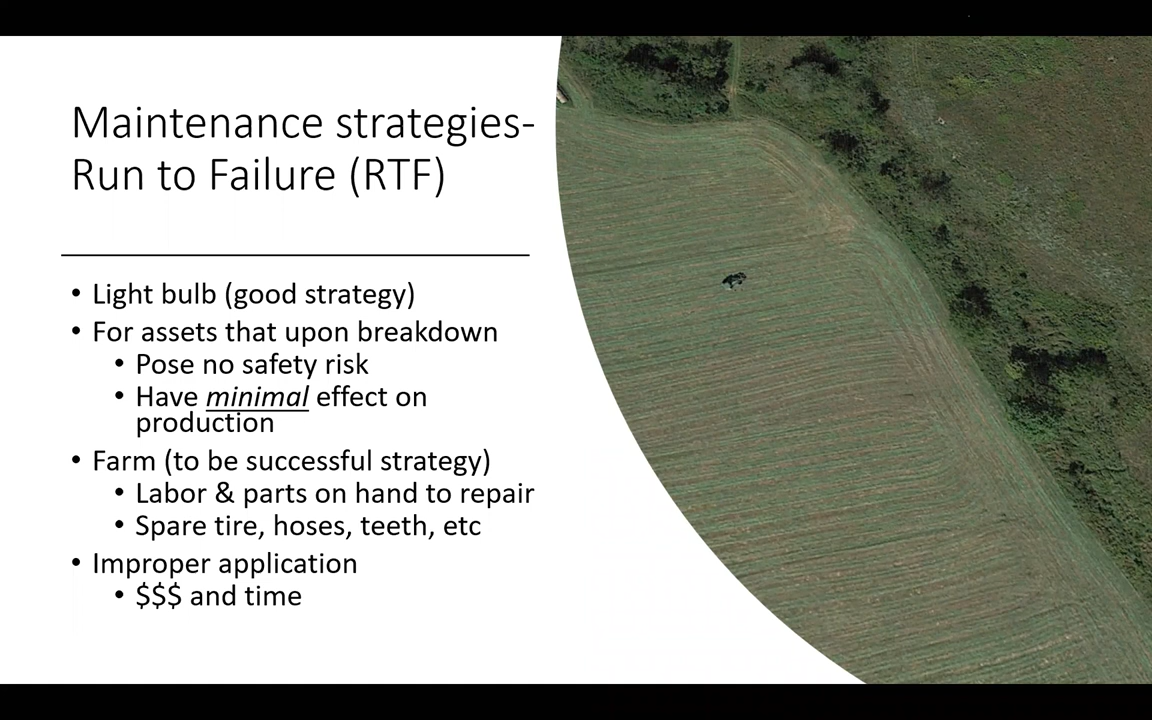 Maintenance strategies-
Run to Failure (RTF)
• Light bulb (good strategy)
• For assets that upon breakdown
• Pose no safety risk
• Have minimal effect on
production
• Farm (to be successful strategy)
• Labor & parts on hand to repair
• Spare tire, hoses, teeth, etc
• Improper application
• $$$ and time